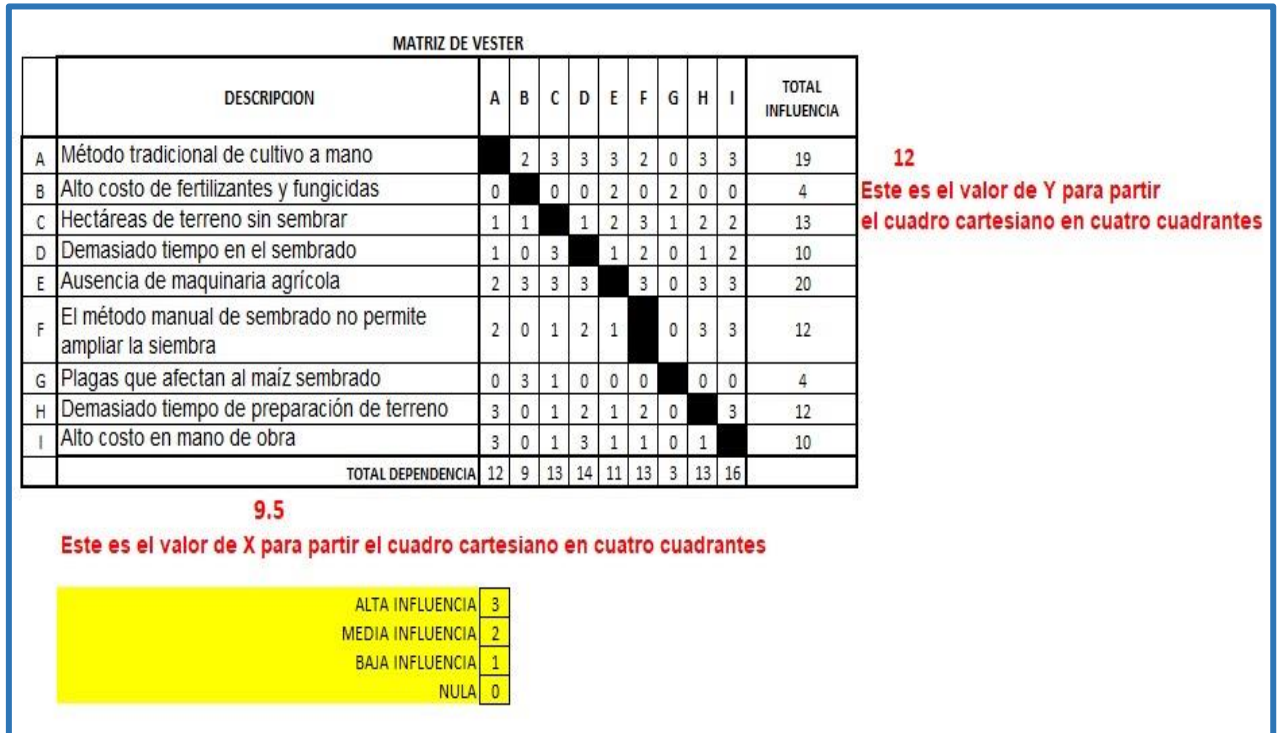 MATRIZ DE VESTER
DESCRIPCION A B C D E F G H I TOTAL INFLUENCIA
A Método tradicional de cultivo a mano 2 3 3 3 2 0 3 3 19
B Alto costo de fertilizantes y fungicidas 0 0 0 2 0 2 0 0 4
C Hectáreas de terreno sin sembrar 1 1 1 2 3 1 2 2 13
D Demasiado tiempo en el sembrado 1 0 3 1 2 0 1 2 10
E Ausencia de maquinaria agrícola 2 3 3 3 3 0 3 3 20
F El método manual de sembrado no permite
ampliar la siembra 2 0 1 2 1 0 3 3 12
G Plagas que afectan al maíz sembrado 0 3 1 0 0 0 0 0 4
H Demasiado tiempo de preparación de terreno 3 0 1 2 1 2 0 3 12
I Alto costo en mano de obra 3 0 1 3 1 1 0 1 10
TOTAL DEPENDENCIA 12 9 13 14 11 13 3 13 16
12
Este es el valor de Y para partir
el cuadro cartesiano en cuatro cuadrantes
9.5
Este es el valor de X para partir el cuadro cartesiano en cuatro cuadrantes
ALTA INFLUENCIA 3
MEDIA INFLUENCIA 2
BAJA INFLUENCIA 1
NULA 0